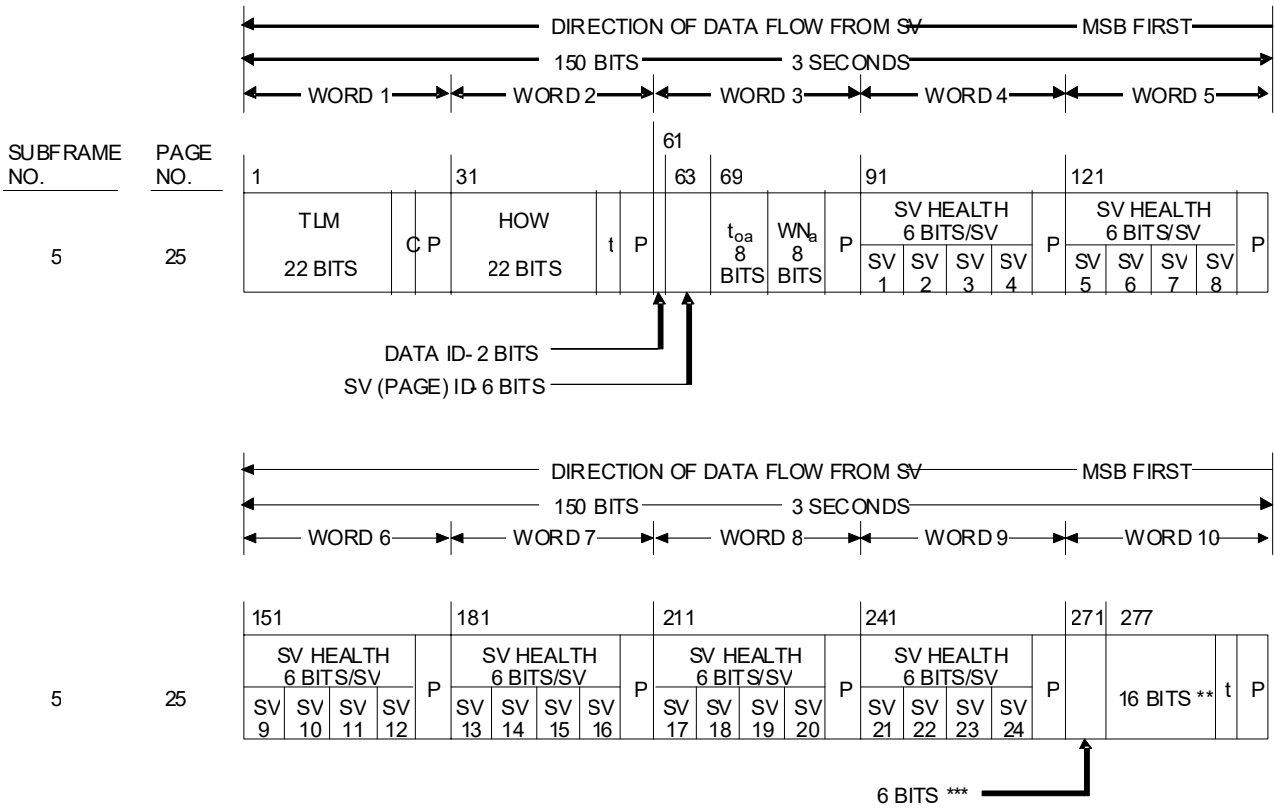 DIRECTION OF DATA FLOW FROM SV MSB FIRST
150 BITS 3 SECONDS
WORD 1 WORD 2 WORD 3 WORD 4 WORD 5
SUBFRAME NO. PAGE NO.
61
1 31 63 69 91 121
5 25
TLM 22 BITS C P
HOW 22 BITS t P
toa 8 BITS WNa 8 BITS P
SV HEALTH 6 BITS/SV P
SV 1 SV 2 SV 3 SV 4
SV HEALTH 6 BITS/SV P
SV 5 SV 6 SV 7 SV 8
DATA ID- 2 BITS
SV (PAGE) ID- 6 BITS
DIRECTION OF DATA FLOW FROM SV MSB FIRST
150 BITS 3 SECONDS
WORD 6 WORD 7 WORD 8 WORD 9 WORD 10
151 181 211 241 271 277
5 25
SV HEALTH 6 BITS/SV P
SV 9 SV 10 SV 11 SV 12
SV HEALTH 6 BITS/SV P
SV 13 SV 14 SV 15 SV 16
SV HEALTH 6 BITS/SV P
SV 17 SV 18 SV 19 SV 20
SV HEALTH 6 BITS/SV P
SV 21 SV 22 SV 23 SV 24
16 BITS ** t P
6 BITS ***